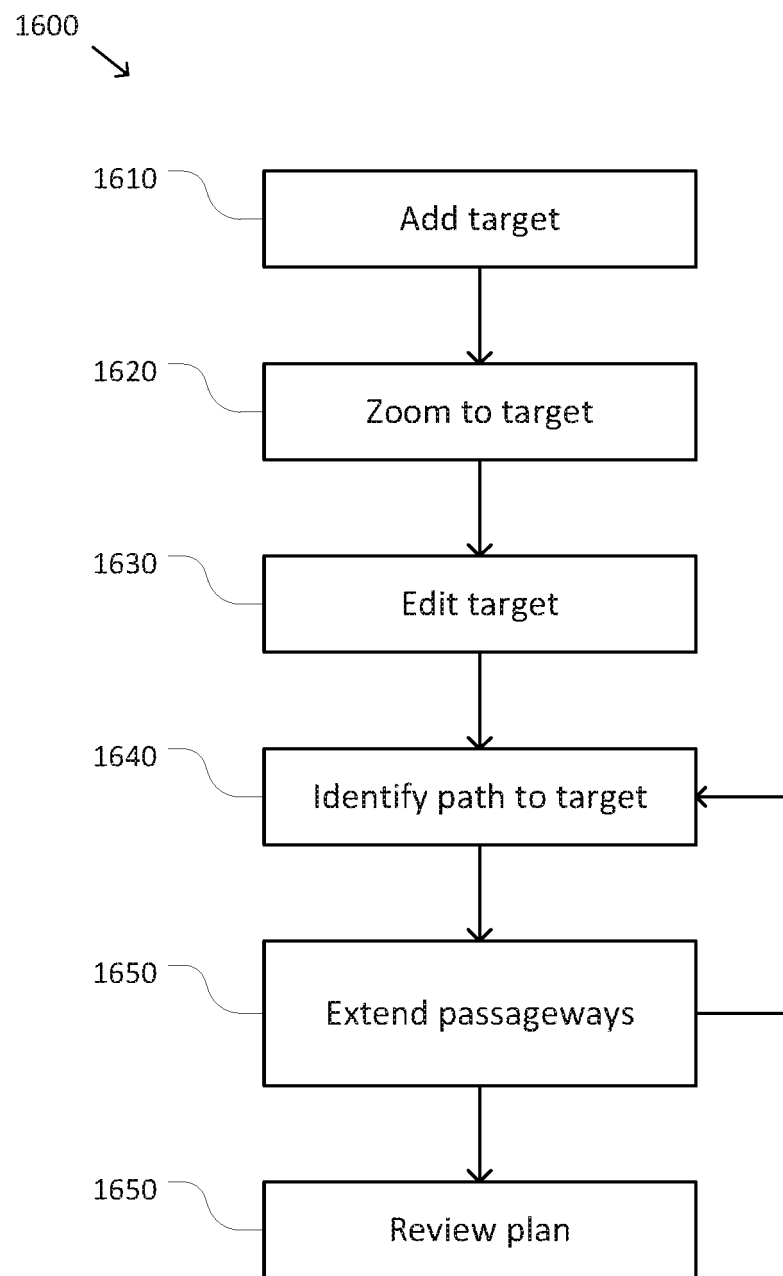 1600
1610
Add target
1620
Zoom to target
1630
Edit target
1640
Identify path to target
1650
Extend passageways
1650
Review plan